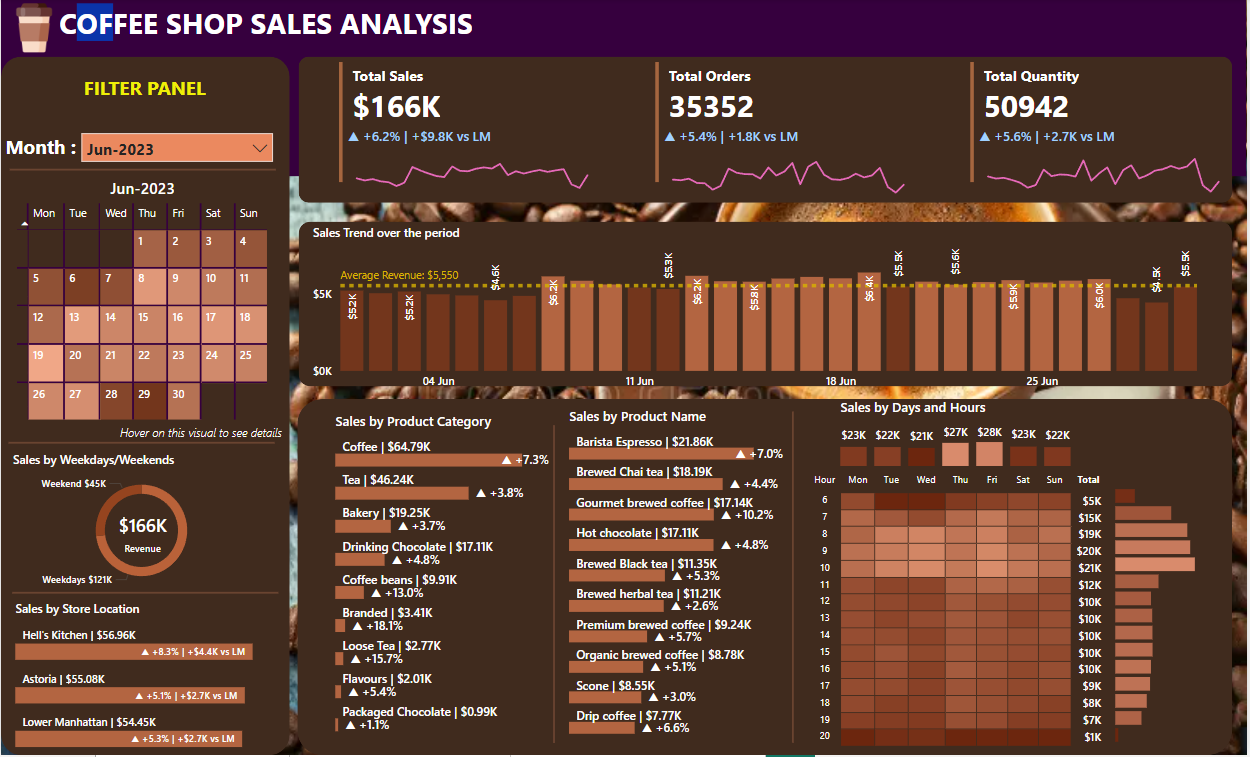 COFFEE SHOP SALES ANALYSIS
FILTER PANEL
Month : Jun-2023
Jun-2023
Mon Tue Wed Thu Fri Sat Sun
1 2 3 4
5 6 7 8 9 10 11
12 13 14 15 16 17 18
19 20 21 22 23 24 25
26 27 28 29 30
Hover on this visual to see details
Sales by Weekdays/Weekends
Weekend $45K
$166K
Revenue
Weekdays $121K
Sales by Store Location
Hell's Kitchen | $56.96K
▲ +8.3% | +$4.4K vs LM
Astoria | $55.08K
▲ +5.1% | +$2.7K vs LM
Lower Manhattan | $54.45K
▲ +5.3% | +$2.7K vs LM
Total Sales
$166K
▲ +6.2% | +$9.8K vs LM
Total Orders
35352
▲ +5.4% | +1.8K vs LM
Total Quantity
50942
▲ +5.6% | +2.7K vs LM
Sales Trend over the period
Average Revenue: $5,550
$5K
$0K
$5.2K
$5.2K
$4.6K
$6.2K
$5.3K
$6.2K
$5.8K
$6.4K
$5.5K
$5.6K
$5.9K
$6.0K
$4.5K
$5.5K
04 Jun 11 Jun 18 Jun 25 Jun
Sales by Product Category
Coffee | $64.79K
▲ +7.3%
Tea | $46.24K
▲ +3.8%
Bakery | $19.25K
▲ +3.7%
Drinking Chocolate | $17.11K
▲ +4.8%
Coffee beans | $9.91K
▲ +13.0%
Branded | $3.41K
▲ +18.1%
Loose Tea | $2.77K
▲ +15.7%
Flavours | $2.01K
▲ +5.4%
Packaged Chocolate | $0.99K
▲ +1.1%
Sales by Product Name
Barista Espresso | $21.86K
▲ +7.0%
Brewed Chai tea | $18.19K
▲ +4.4%
Gourmet brewed coffee | $17.14K
▲ +10.2%
Hot chocolate | $17.11K
▲ +4.8%
Brewed Black tea | $11.35K
▲ +5.3%
Brewed herbal tea | $11.21K
▲ +2.6%
Premium brewed coffee | $9.24K
▲ +5.7%
Organic brewed coffee | $8.78K
▲ +5.1%
Scone | $8.55K
▲ +3.0%
Drip coffee | $7.77K
▲ +6.6%
Sales by Days and Hours
$23K $22K $21K $27K $28K $23K $22K
Hour Mon Tue Wed Thu Fri Sat Sun Total
6 $5K
7 $15K
8 $19K
9 $20K
10 $21K
11 $12K
12 $10K
13 $10K
14 $10K
15 $10K
16 $10K
17 $9K
18 $8K
19 $7K
20 $1K